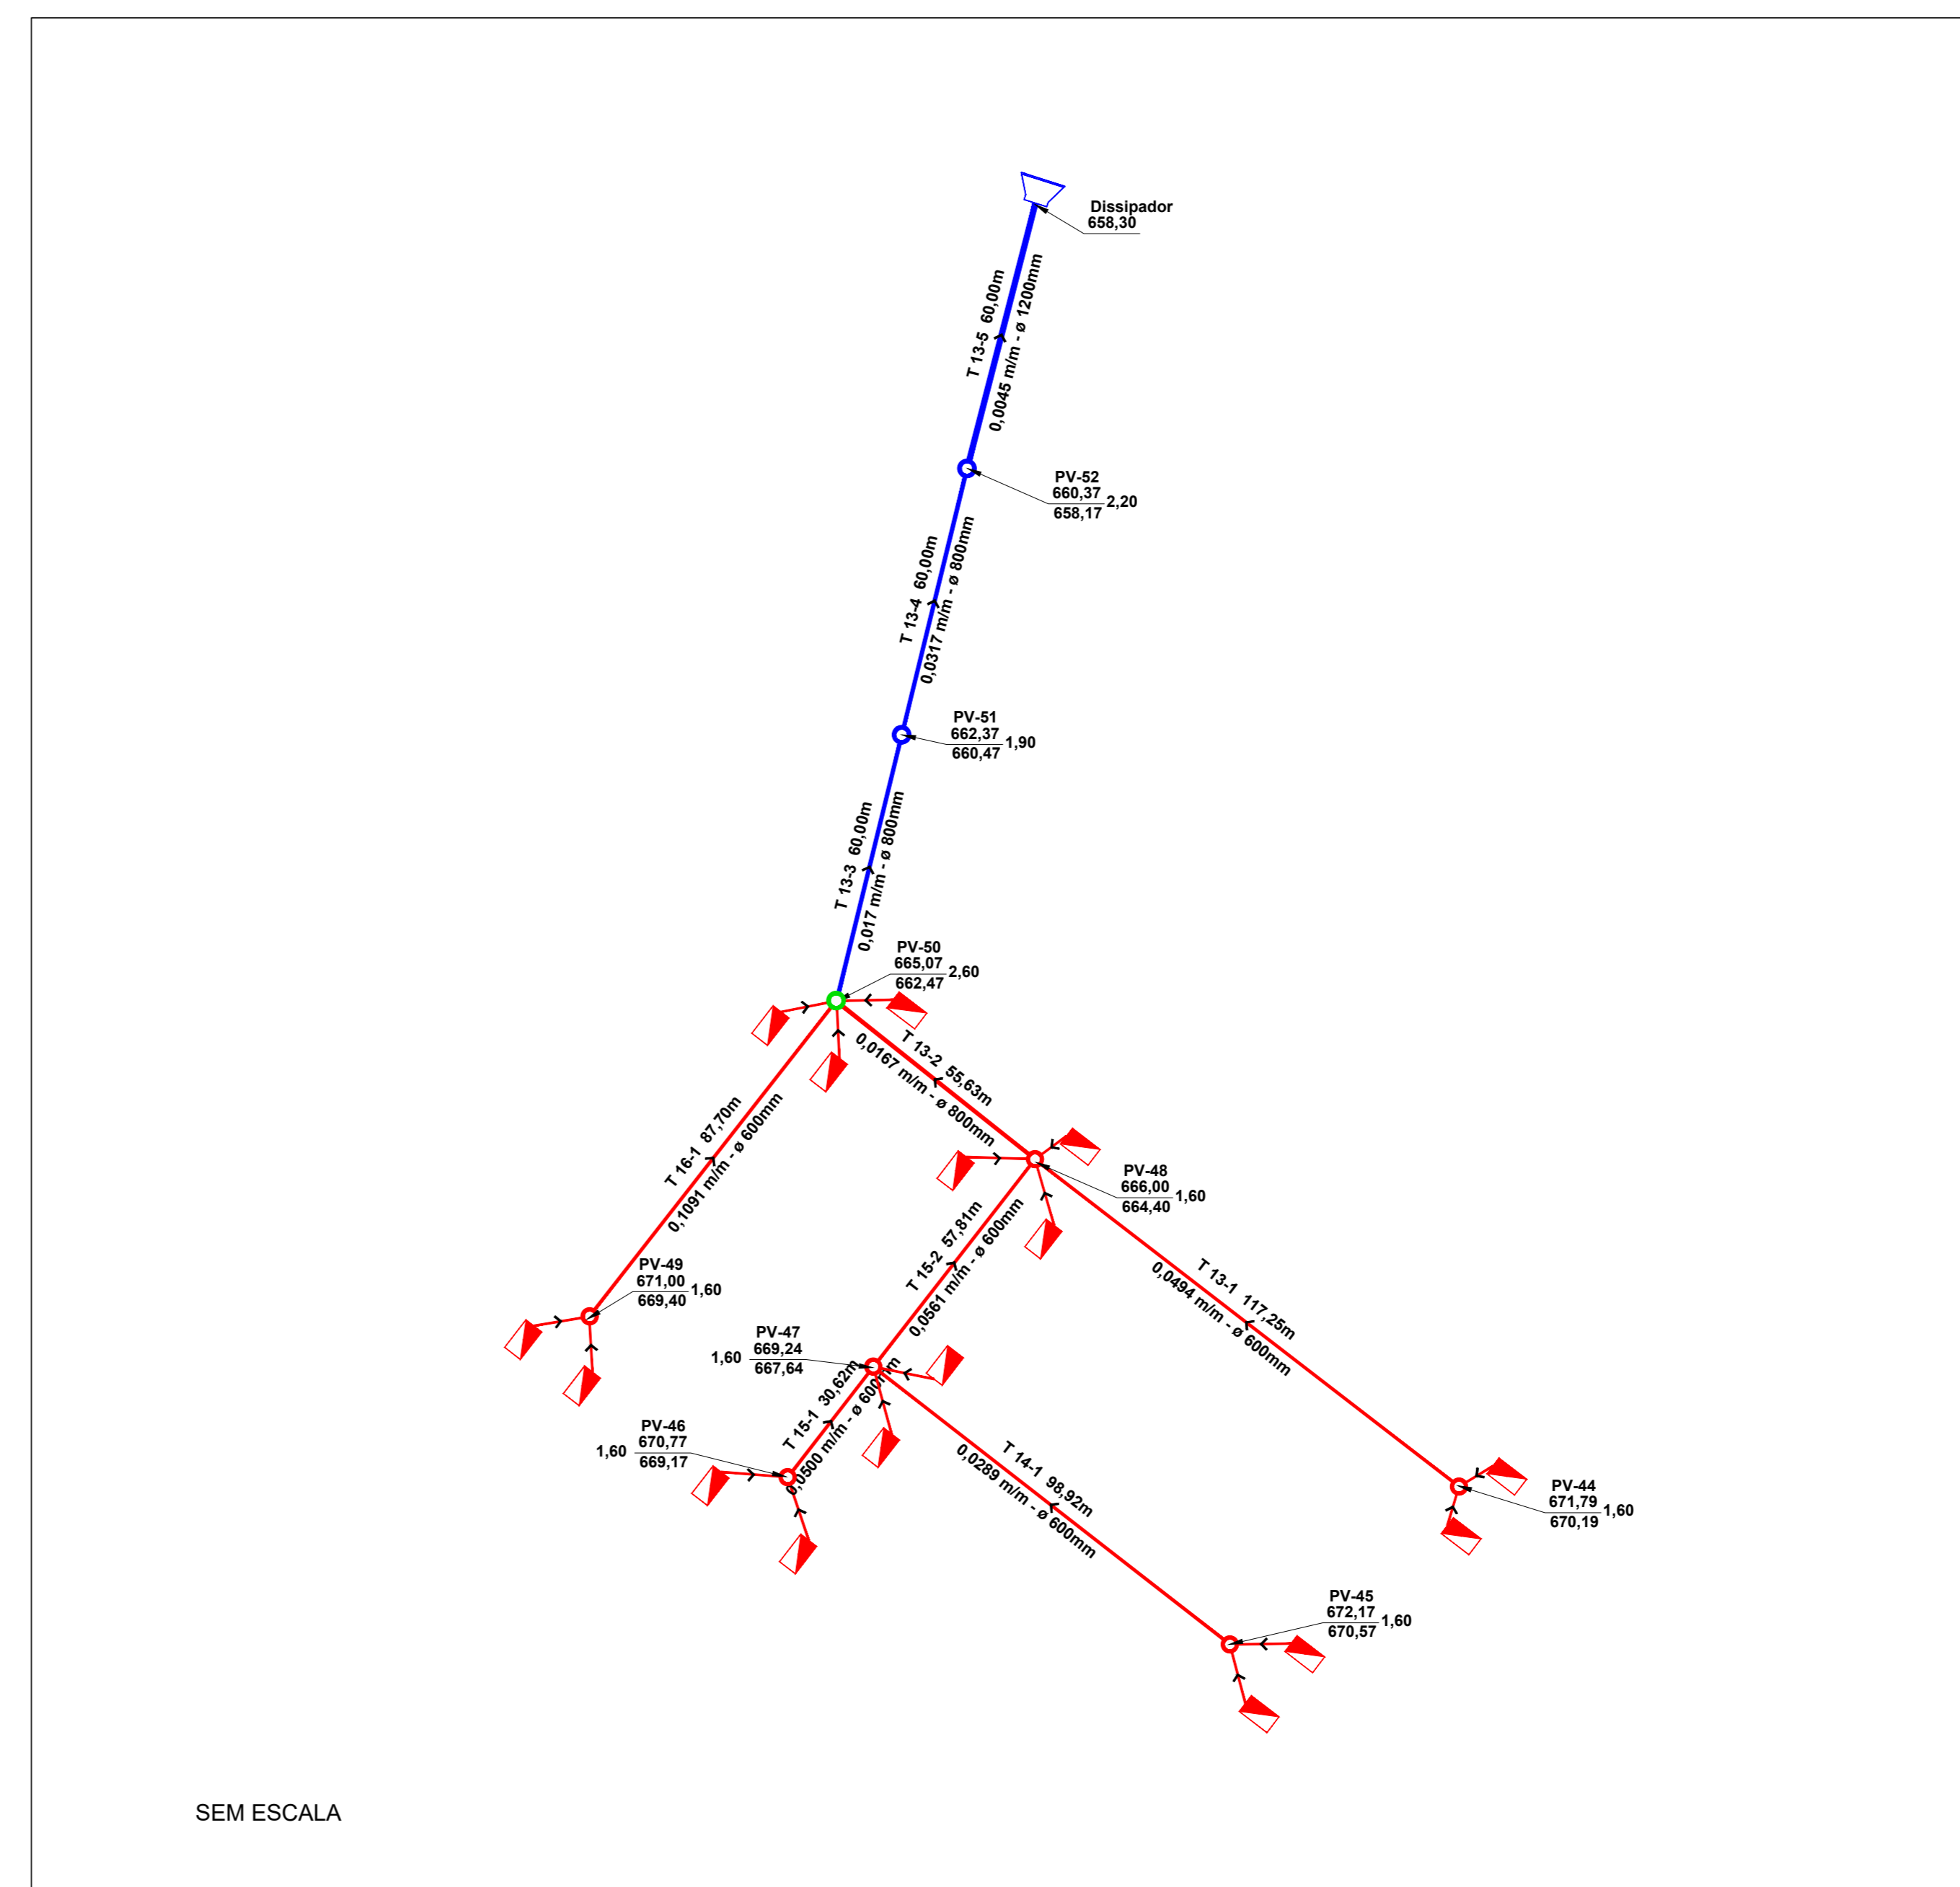 Dissipador
658,30
T 13-5  60,00m
0,0045 m/m - ø 1200mm
PV-52
660,37
2,20
658,17
T 13-4  60,00m
0,0317 m/m - ø 800mm
PV-51
662,37
1,90
660,47
T 13-3  60,00m
0,017 m/m - ø 800mm
PV-50
665,07
2,60
662,47
T 13-2  55,63m
0,0167 m/m - ø 800mm
T 16-1  87,70m
0,1091 m/m - ø 600mm
PV-48
666,00
1,60
664,40
T 15-2  57,81m
0,0561 m/m - ø 600mm
T 13-1  117,25m
0,0494 m/m - ø 600mm
PV-49
671,00
1,60
669,40
PV-47
669,24
1,60
667,64
T 15-1  30,62m
0,0500 m/m - ø 600mm
PV-46
670,77
1,60
669,17
T 14-1  98,92m
0,0289 m/m - ø 600mm
PV-44
671,79
1,60
670,19
PV-45
672,17
1,60
670,57
SEM ESCALA